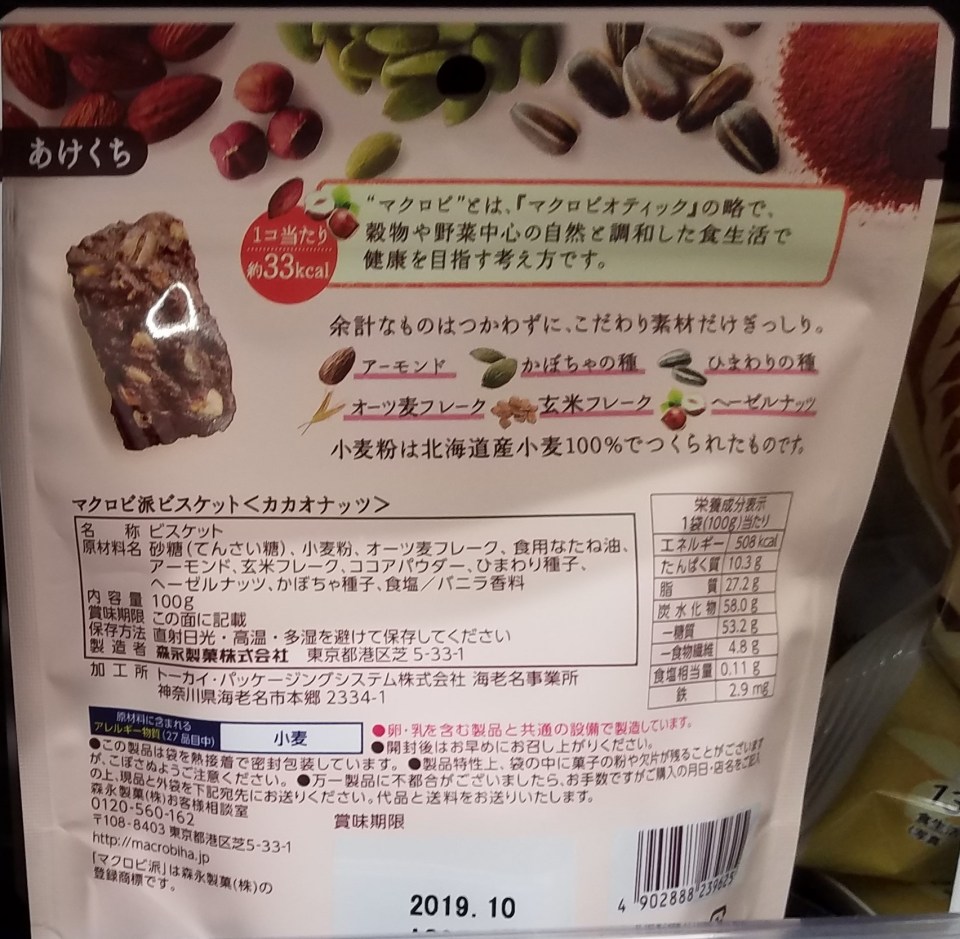 あけくち
1コ当たり
約33kcal
“マクロビ”とは、『マクロビオティック』の略で、
穀物や野菜中心の自然と調和した食生活で
健康を目指す考え方です。
余計なものはつかわずに、こだわり素材だけぎっしり。
アーモンド かぼちゃの種 ひまわりの種
オーツ麦フレーク 玄米フレーク ヘーゼルナッツ
小麦粉は北海道産小麦100%でつくられたものです。
マクロビ派ビスケット<カカオナッツ>
名 称 ビスケット
原材料名 砂糖(てんさい糖)、小麦粉、オーツ麦フレーク、食用なたね油、
アーモンド、玄米フレーク、ココアパウダー、ひまわり種子、
ヘーゼルナッツ、かぼちゃ種子、食塩/バニラ香料
内容量 100g
賞味期限 この面に記載
保存方法 直射日光・高温・多湿を避けて保存してください
製造者 森永製菓株式会社 東京都港区芝5-33-1
加工所 トーカイ・パッケージングシステム株式会社 海老名事業所
神奈川県海老名市本郷2334-1
栄養成分表示
1袋(100g)当たり
エネルギー 508kcal
たんぱく質 10.3g
脂質 27.2g
炭水化物 58.0g
-糖質 53.2g
-食物繊維 4.8g
食塩相当量 0.11g
鉄 2.9mg
原材料に含まれる
アレルギー物質(27品目中)
小麦
●卵・乳を含む製品と共通の設備で製造しています。
●開封後はお早めにお召し上がりください。
●この製品は袋を熱接着で密封包装しています。●製品特性上、袋の中に菓子の粉や欠片が残ることがございます
が、こぼさぬようご注意ください。●万一製品に不都合がございましたら、お手数ですがご購入の月日・店名をご記入
の上、現品と外袋を下記宛先にお送りください。代品と送料をお送りいたします。
森永製菓(株)お客様相談室
0120-560-162
〒108-8403 東京都港区芝5-33-1
http://macrobiha.jp
「マクロビ派」は森永製菓(株)の
登録商標です。
賞味期限
2019.10
4 902888 239625